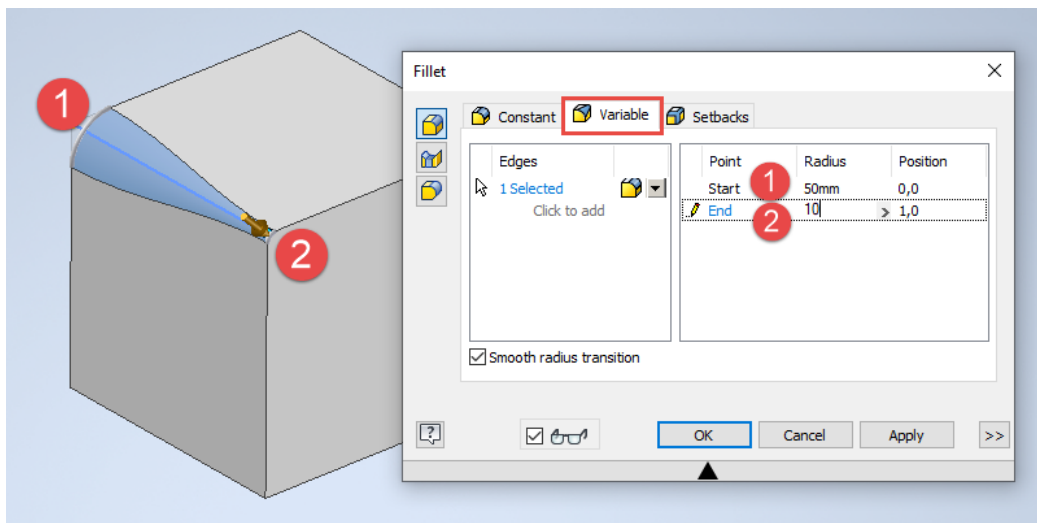 Fillet
1
Constant Variable Setbacks
Edges
Point Radius Position
1 Selected
Start 1 50mm 0,0
Click to add
End 2 10 > 1,0
2
Smooth radius transition
?
OK Cancel Apply >>